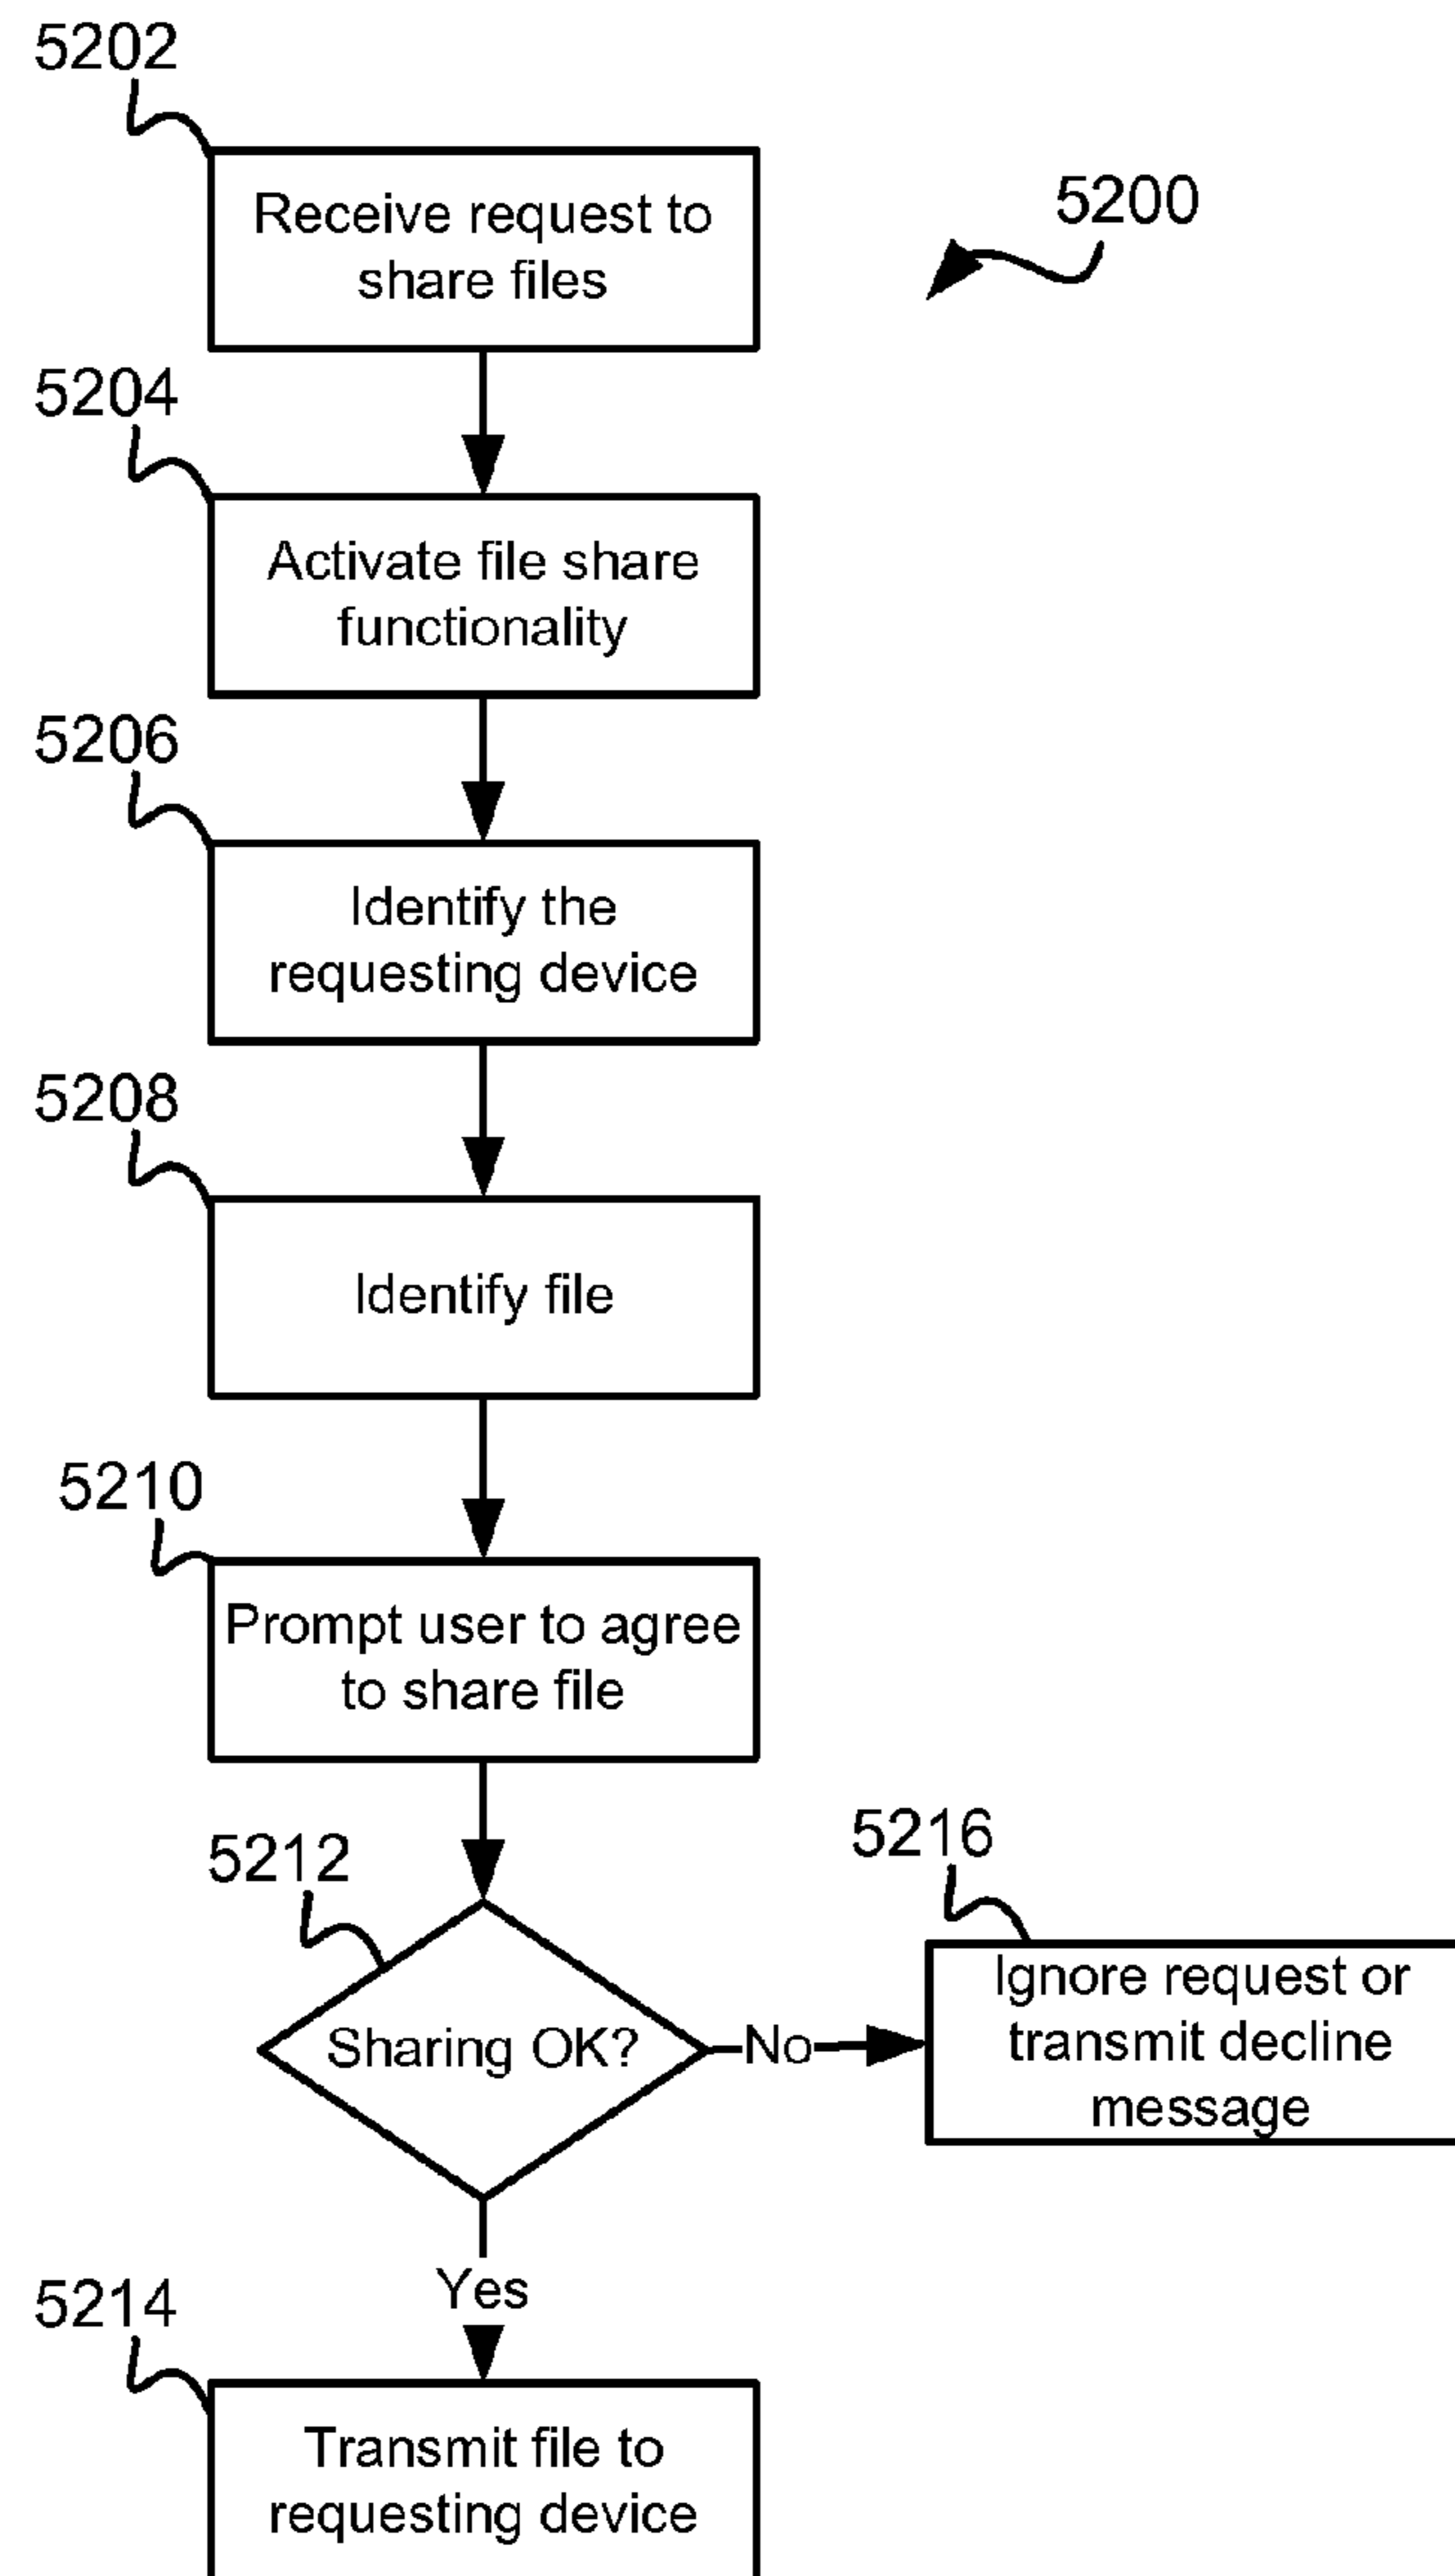 5202
5200
Receive request to
share files
5204
Activate file share
functionality
5206
Identify the
requesting device
5208
Identify file
5210
Prompt user to agree
to share file
5212
Sharing OK?
No
5216
Ignore request or
transmit decline
message
Yes
5214
Transmit file to
requesting device